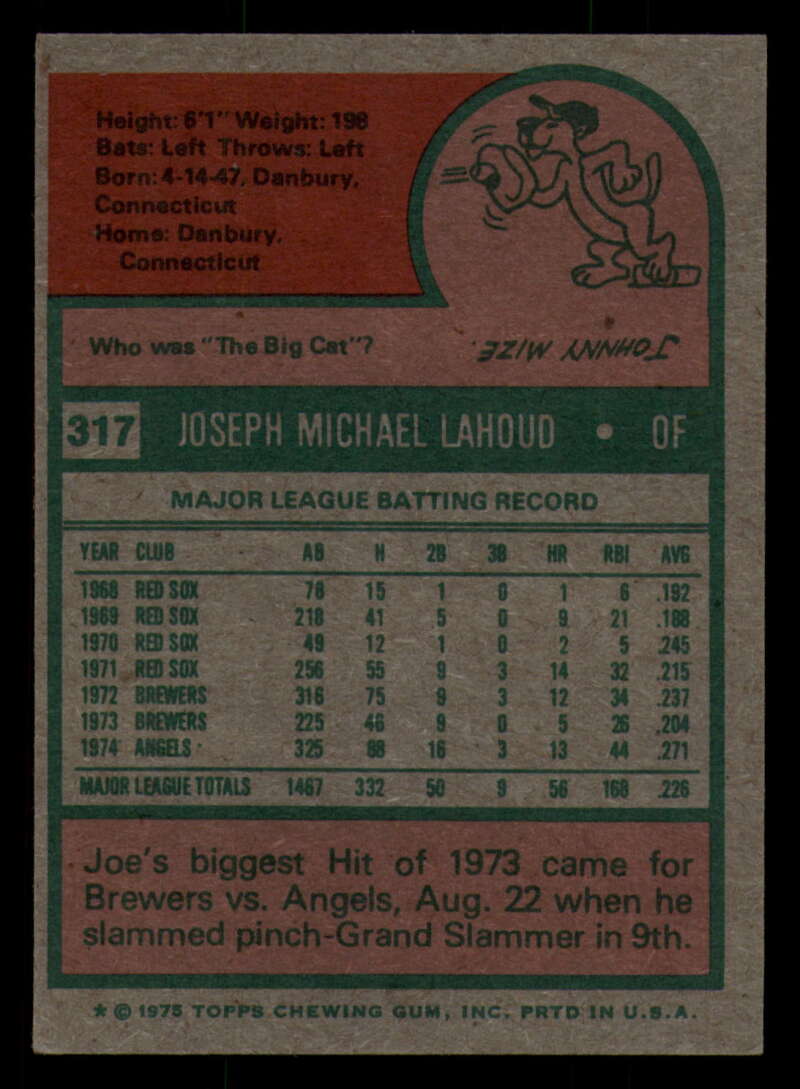 Height: 6'1" Weight: 198
Bats: Left Throws: Left
Born: 4-14-47, Danbury,
Connecticut
Home: Danbury,
Connecticut
Who was "The Big Cat"?
JOHNNY MIZE.
317 JOSEPH MICHAEL LAHOUD • OF
MAJOR LEAGUE BATTING RECORD
YEAR CLUB AB H 2B 3B HR RBI AVG
1968 RED SOX 78 15 1 0 1 6 .192
1969 RED SOX 218 41 5 0 9 21 .188
1970 RED SOX 49 12 1 0 2 5 .245
1971 RED SOX 256 55 9 3 14 32 .215
1972 BREWERS 316 75 9 3 12 34 .237
1973 BREWERS 225 46 9 0 5 26 .204
1974 ANGELS 325 88 16 3 13 44 .271
MAJOR LEAGUE TOTALS 1467 332 50 9 56 168 .226
Joe's biggest Hit of 1973 came for
Brewers vs. Angels, Aug. 22 when he
slammed pinch-Grand Slammer in 9th.
* © 1975 TOPPS CHEWING GUM, INC. PRTD IN U.S.A.